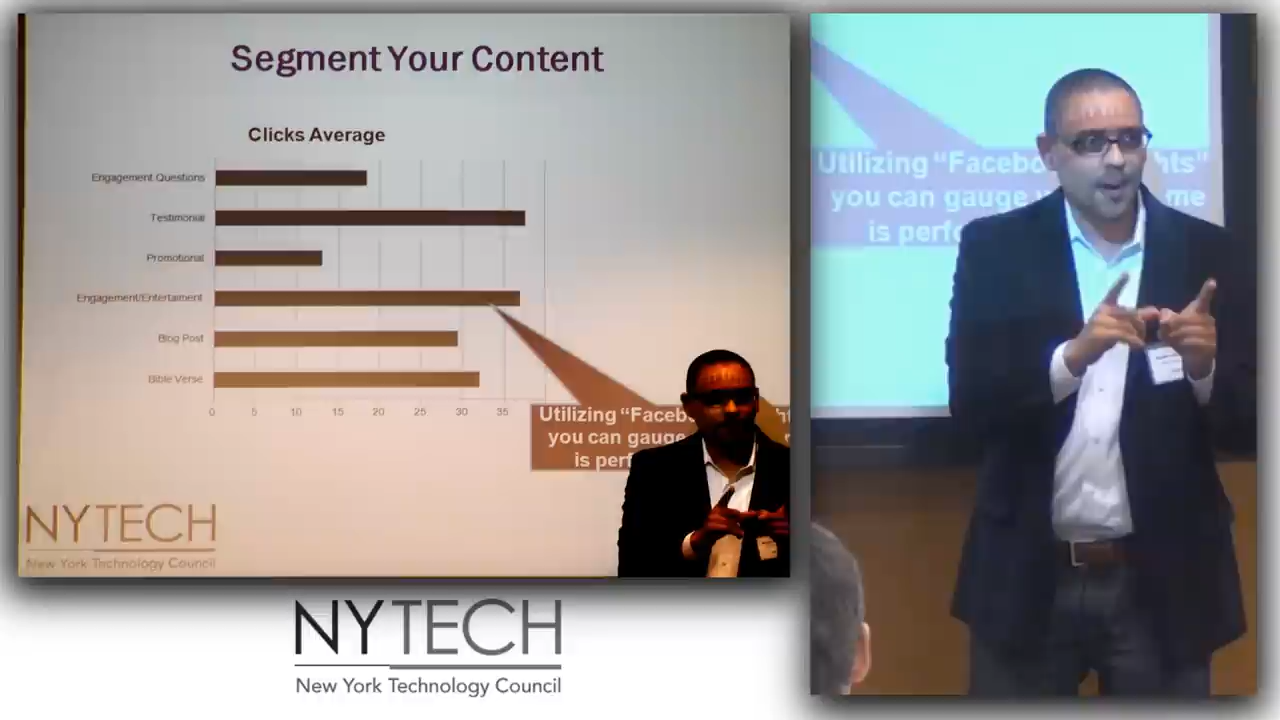 Segment Your Content
Clicks Average
Engagement Questions
Testimonial
Promotional
Engagement/Entertaiment
Blog Post
Bible Verse
0 5 10 15 20 25 30 35
Utilizing “Faceb
you can gauge
is perf
NYTECH
New York Technology Council
NYTECH
New York Technology Council
Utilizing “Facebo hts”
you can gauge me
is perfo